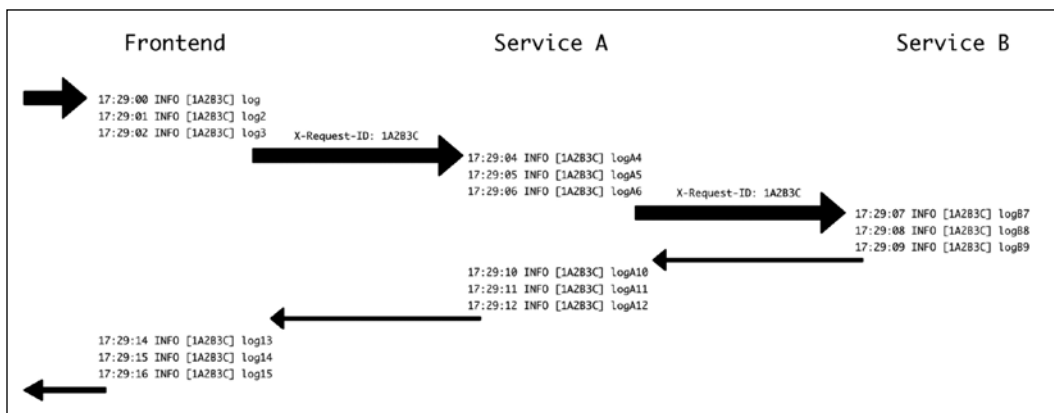 Frontend
Service A
Service B
17:29:00 INFO [1A2B3C] log
17:29:01 INFO [1A2B3C] log2
17:29:02 INFO [1A2B3C] log3
X-Request-ID: 1A2B3C
17:29:04 INFO [1A2B3C] logA4
17:29:05 INFO [1A2B3C] logA5
17:29:06 INFO [1A2B3C] logA6
X-Request-ID: 1A2B3C
17:29:07 INFO [1A2B3C] logB7
17:29:08 INFO [1A2B3C] logB8
17:29:09 INFO [1A2B3C] logB9
17:29:10 INFO [1A2B3C] logA10
17:29:11 INFO [1A2B3C] logA11
17:29:12 INFO [1A2B3C] logA12
17:29:14 INFO [1A2B3C] log13
17:29:15 INFO [1A2B3C] log14
17:29:16 INFO [1A2B3C] log15